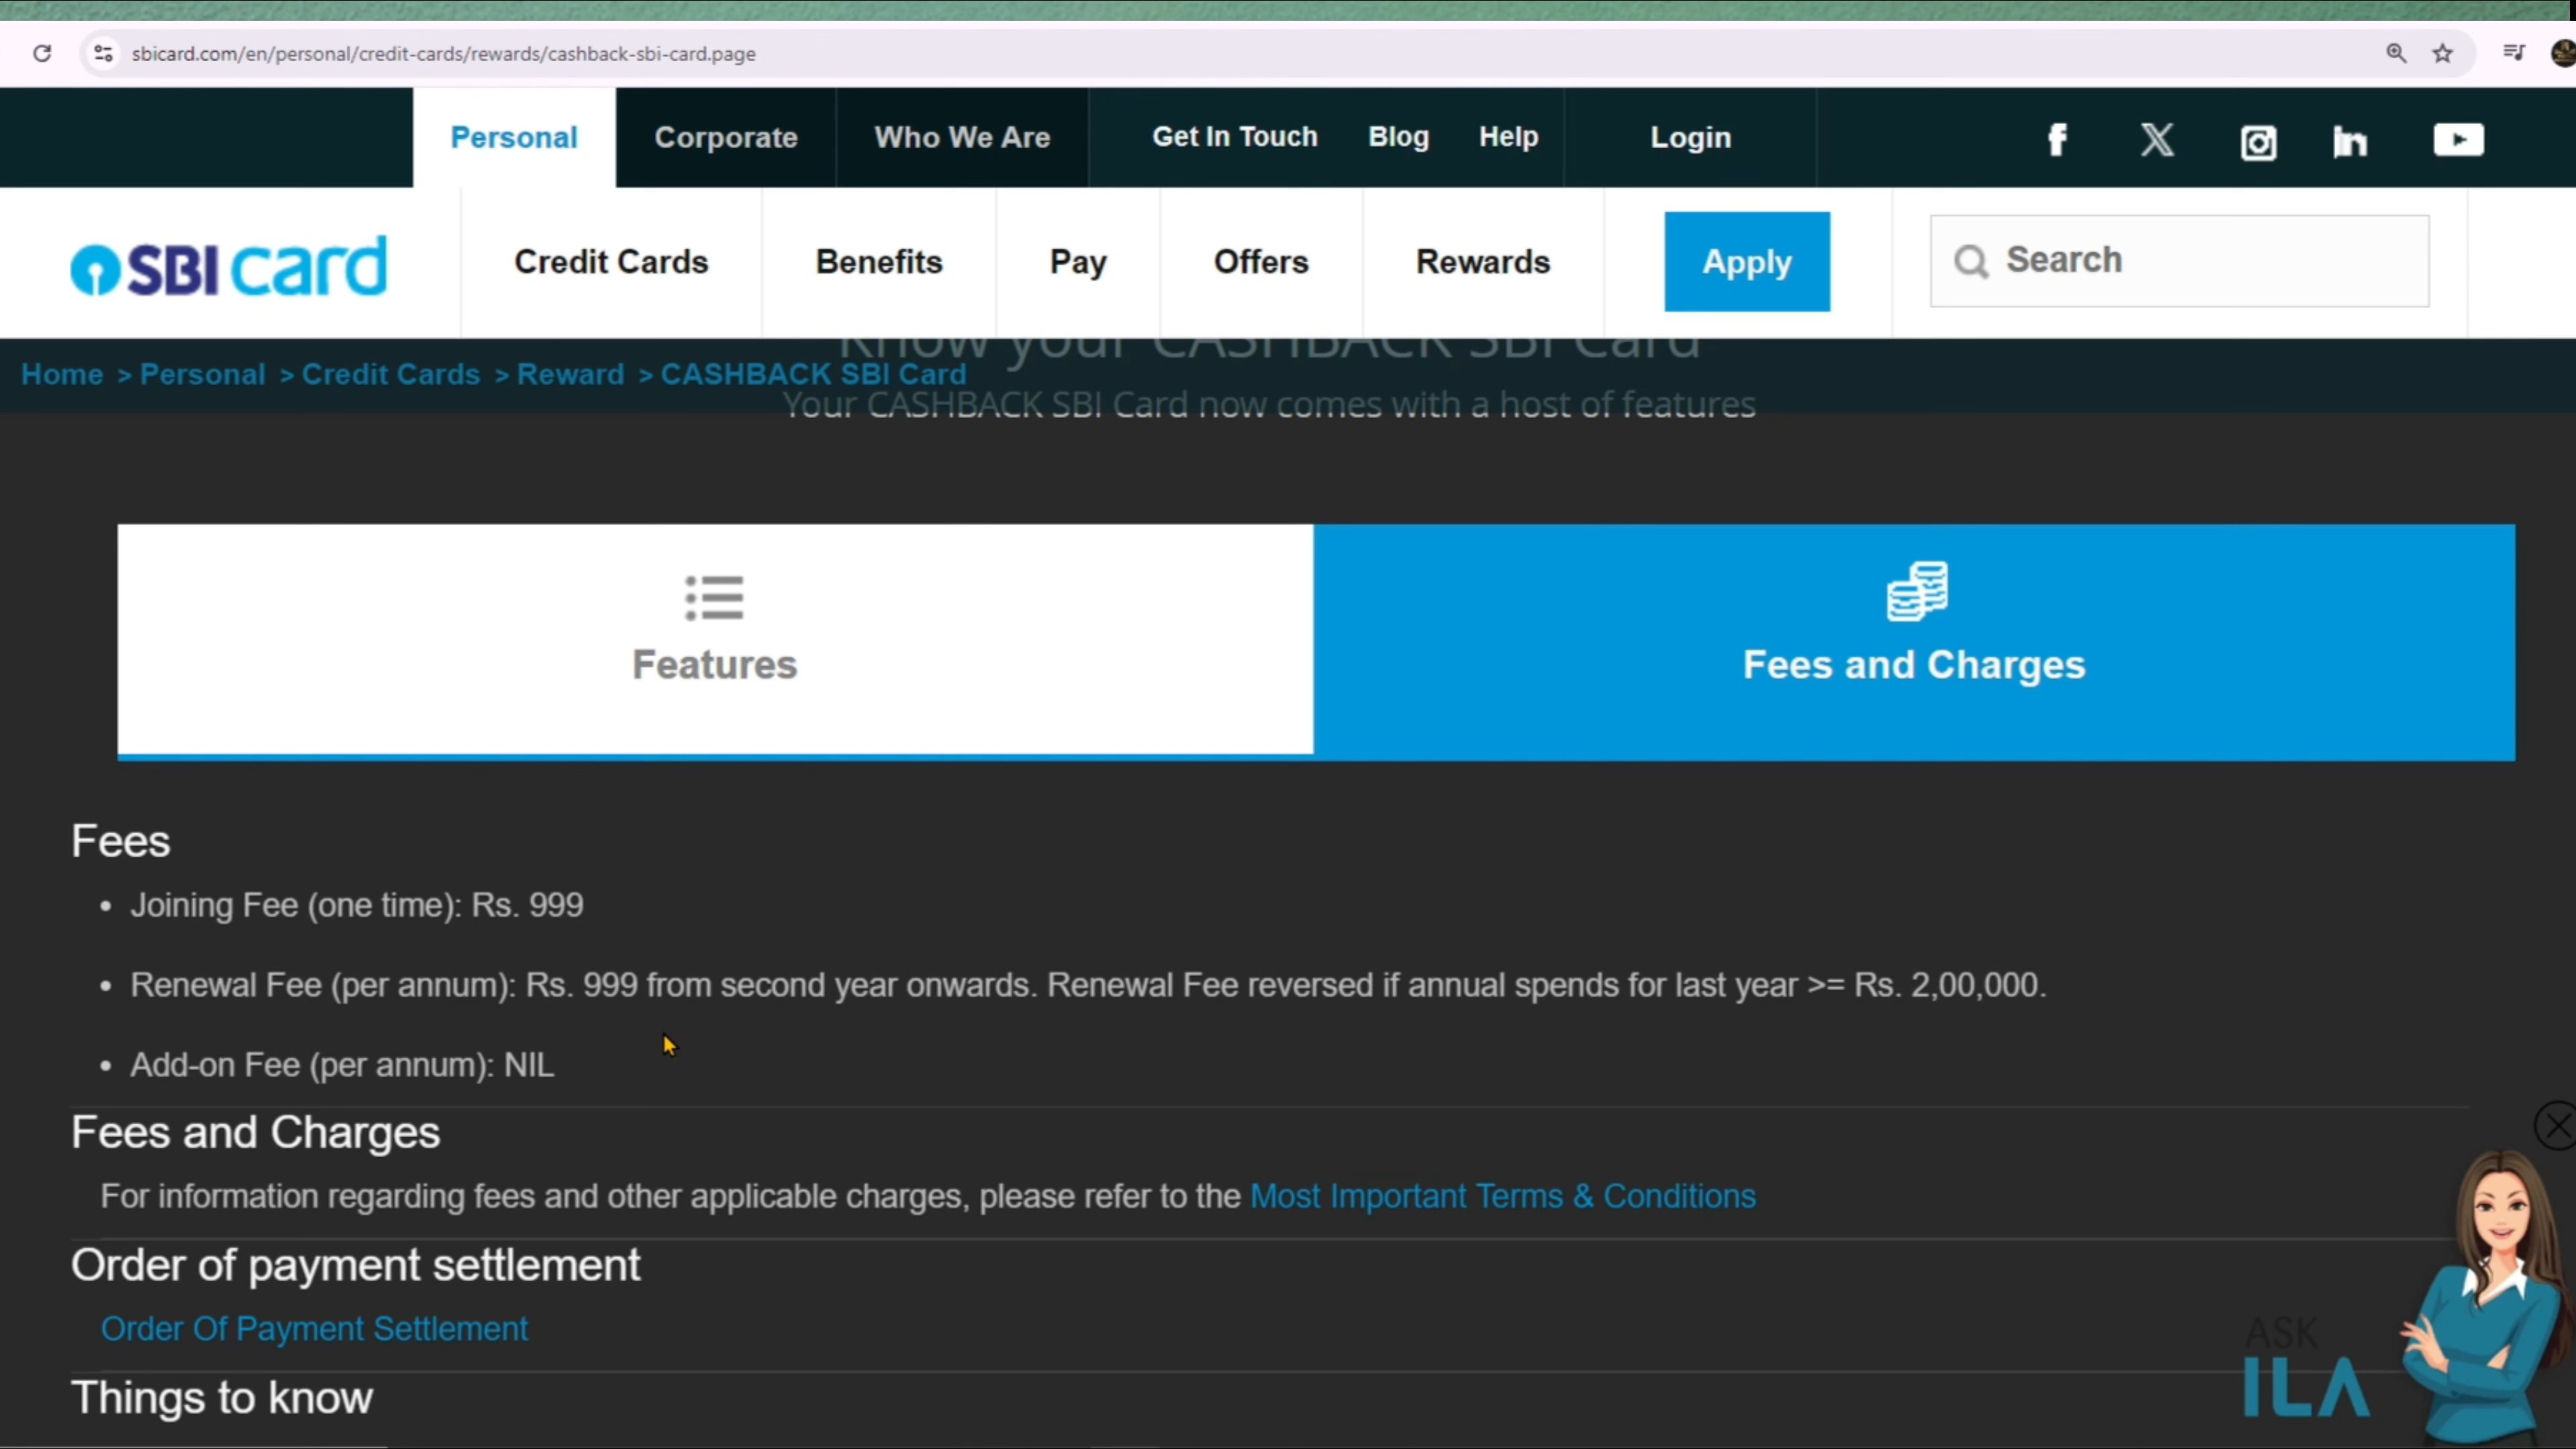 sbicard.com/en/personal/credit-cards/rewards/cashback-sbi-card.page
Personal
Corporate
Who We Are
Get In Touch
Blog
Help
Login
SBI card
Credit Cards
Benefits
Pay
Offers
Rewards
Apply
Search
Know your CASHBACK SBI Card
Home > Personal > Credit Cards > Reward > CASHBACK SBI Card
Your CASHBACK SBI Card now comes with a host of features
Features
Fees and Charges
Fees
• Joining Fee (one time): Rs. 999
• Renewal Fee (per annum): Rs. 999 from second year onwards. Renewal Fee reversed if annual spends for last year >= Rs. 2,00,000.
• Add-on Fee (per annum): NIL
Fees and Charges
For information regarding fees and other applicable charges, please refer to the Most Important Terms & Conditions
Order of payment settlement
Order Of Payment Settlement
Things to know
ASK
ILA